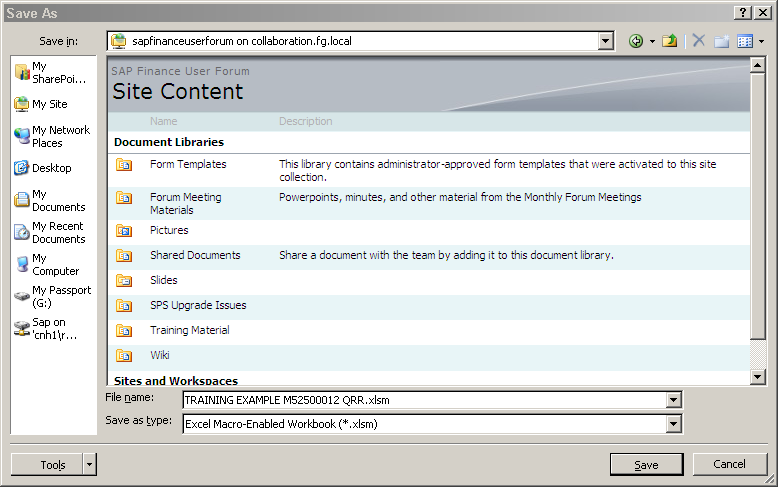 Save As
Save in:
sapfinanceuserforum on collaboration.fg.local
My
SharePoi...
My Site
My Network
Places
Desktop
My
Documents
My Recent
Documents
My
Computer
My Passport
(G:)
Sap on
'cnh1\r...
SAP Finance User Forum
Site Content
Name Description
Document Libraries
Form Templates This library contains administrator-approved form templates that were activated to this site
collection.
Forum Meeting Powerpoints, minutes, and other material from the Monthly Forum Meetings
Materials
Pictures
Shared Documents Share a document with the team by adding it to this document library.
Slides
SPS Upgrade Issues
Training Material
Wiki
Sites and Workspaces
File name: TRAINING EXAMPLE M52500012 QRR.xlsm
Save as type: Excel Macro-Enabled Workbook (*.xlsm)
Tools Save Cancel